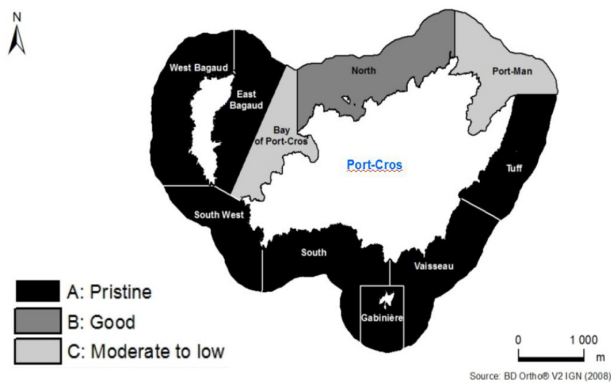 N
West Bagaud
East
Bagaud
North
Port-Man
Bay
of Port-Cros
Port-Cros
Tuff
South West
South
Vaisseau
Gabinière
A: Pristine
B: Good
C: Moderate to low
0 1 000
m
Source: BD Ortho® V2 IGN (2008)